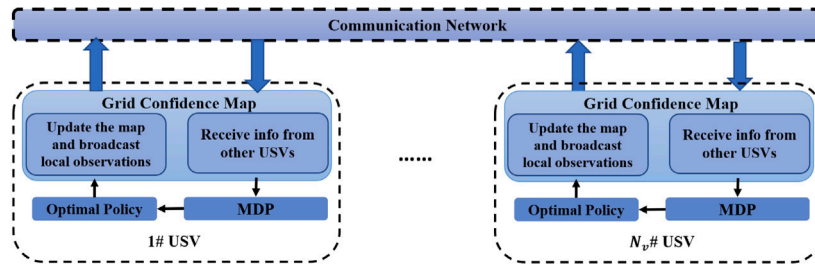 Communication Network
Grid Confidence Map
Update the map
and broadcast
local observations
Receive info from
other USVs
Optimal Policy
MDP
1# USV
......
Grid Confidence Map
Update the map
and broadcast
local observations
Receive info from
other USVs
Optimal Policy
MDP
N_v# USV